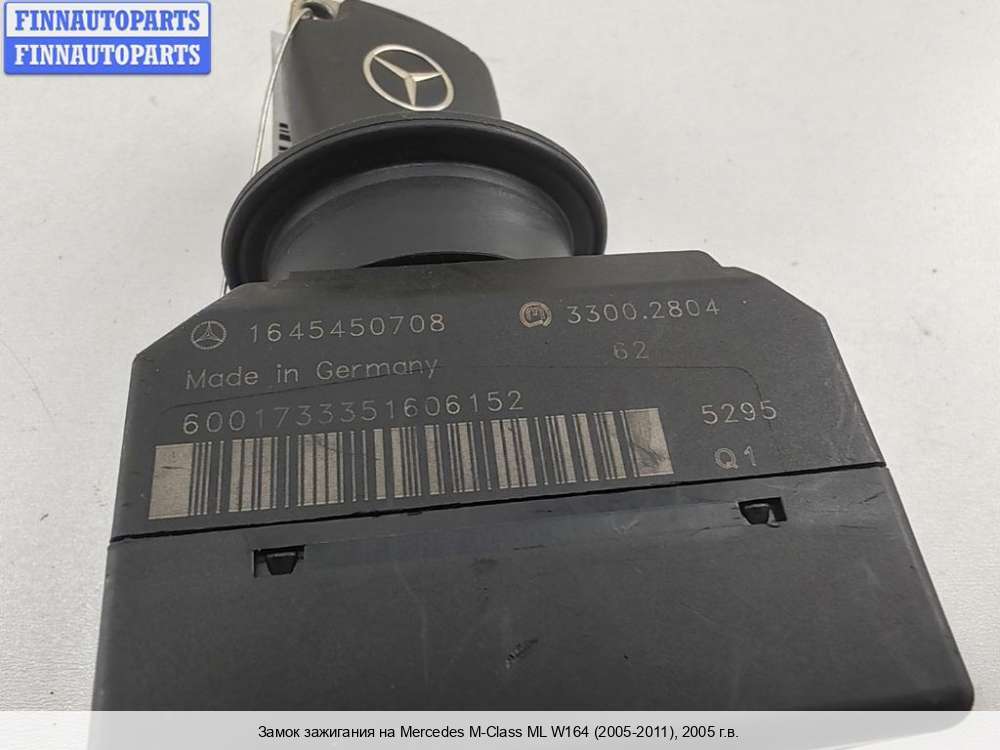 FINNAUTOPARTS
FINNAUTOPARTS
1645450708 3300.2804
Made in Germany 62
6001733351606152
5295
Q1
Замок зажигания на Mercedes M-Class ML W164 (2005-2011), 2005 г.в.